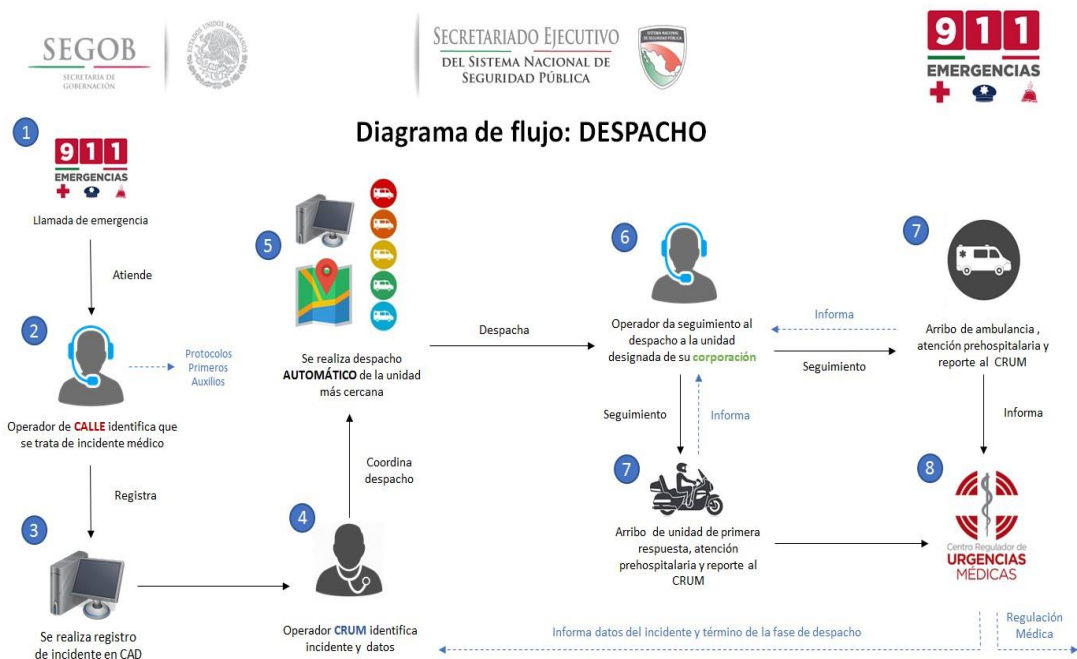 SEGOB
SECRETARÍA DE
GOBERNACIÓN
ESTADOS UNIDOS MEXICANOS
SECRETARIADO EJECUTIVO
DEL SISTEMA NACIONAL DE
SEGURIDAD PÚBLICA
911
EMERGENCIAS
Diagrama de flujo: DESPACHO
1
911
EMERGENCIAS
Llamada de emergencia
Atiende
2
Protocolos
Primeros
Auxilios
Operador de CALLE identifica que
se trata de incidente médico
Registra
3
Se realiza registro
de incidente en CAD
4
Operador CRUM identifica
incidente y datos
Coordina
despacho
5
Se realiza despacho
AUTOMÁTICO de la unidad
más cercana
Despacha
6
Operador da seguimiento al
despacho a la unidad
designada de su corporación
Informa
Seguimiento
7
Arribo de ambulancia ,
atención prehospitalaria y
reporte al CRUM
Seguimiento
Informa
Informa
7
Arribo de unidad de primera
respuesta, atención
prehospitalaria y reporte al
CRUM
8
Centro Regulador de
URGENCIAS
MÉDICAS
Informa datos del incidente y término de la fase de despacho
Regulación
Médica